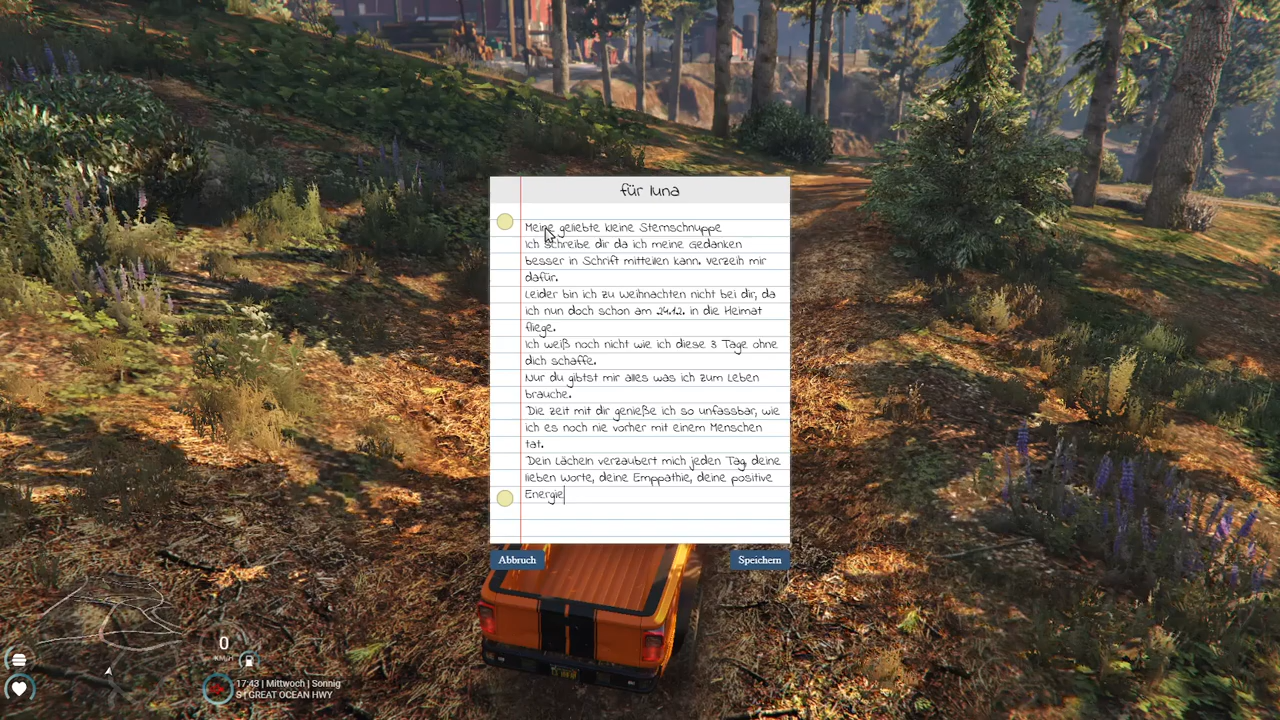 für luna
Meine geliebte kleine Sternschnuppe
Ich schreibe dir da ich meine Gedanken
besser in Schrift mitteilen kann. Verzeih mir
dafür.
Leider bin ich zu Weihnachten nicht bei dir, da
ich nun doch schon am 24.12. in die Heimat
fliege.
Ich weiß noch nicht wie ich diese 3 Tage ohne
dich schaffe.
Nur du gibtst mir alles was ich zum Leben
brauche.
Die zeit mit dir genieße ich so unfassbar, wie
ich es noch nie vorher mit einem Menschen
tat.
Dein Lächeln verzaubert mich jeden Tag, deine
lieben Worte, deine Emppathie, deine positive
Energie
Abbruch
Speichern
0
KM/H
17:43 | Mittwoch | Sonnig
S | GREAT OCEAN HWY